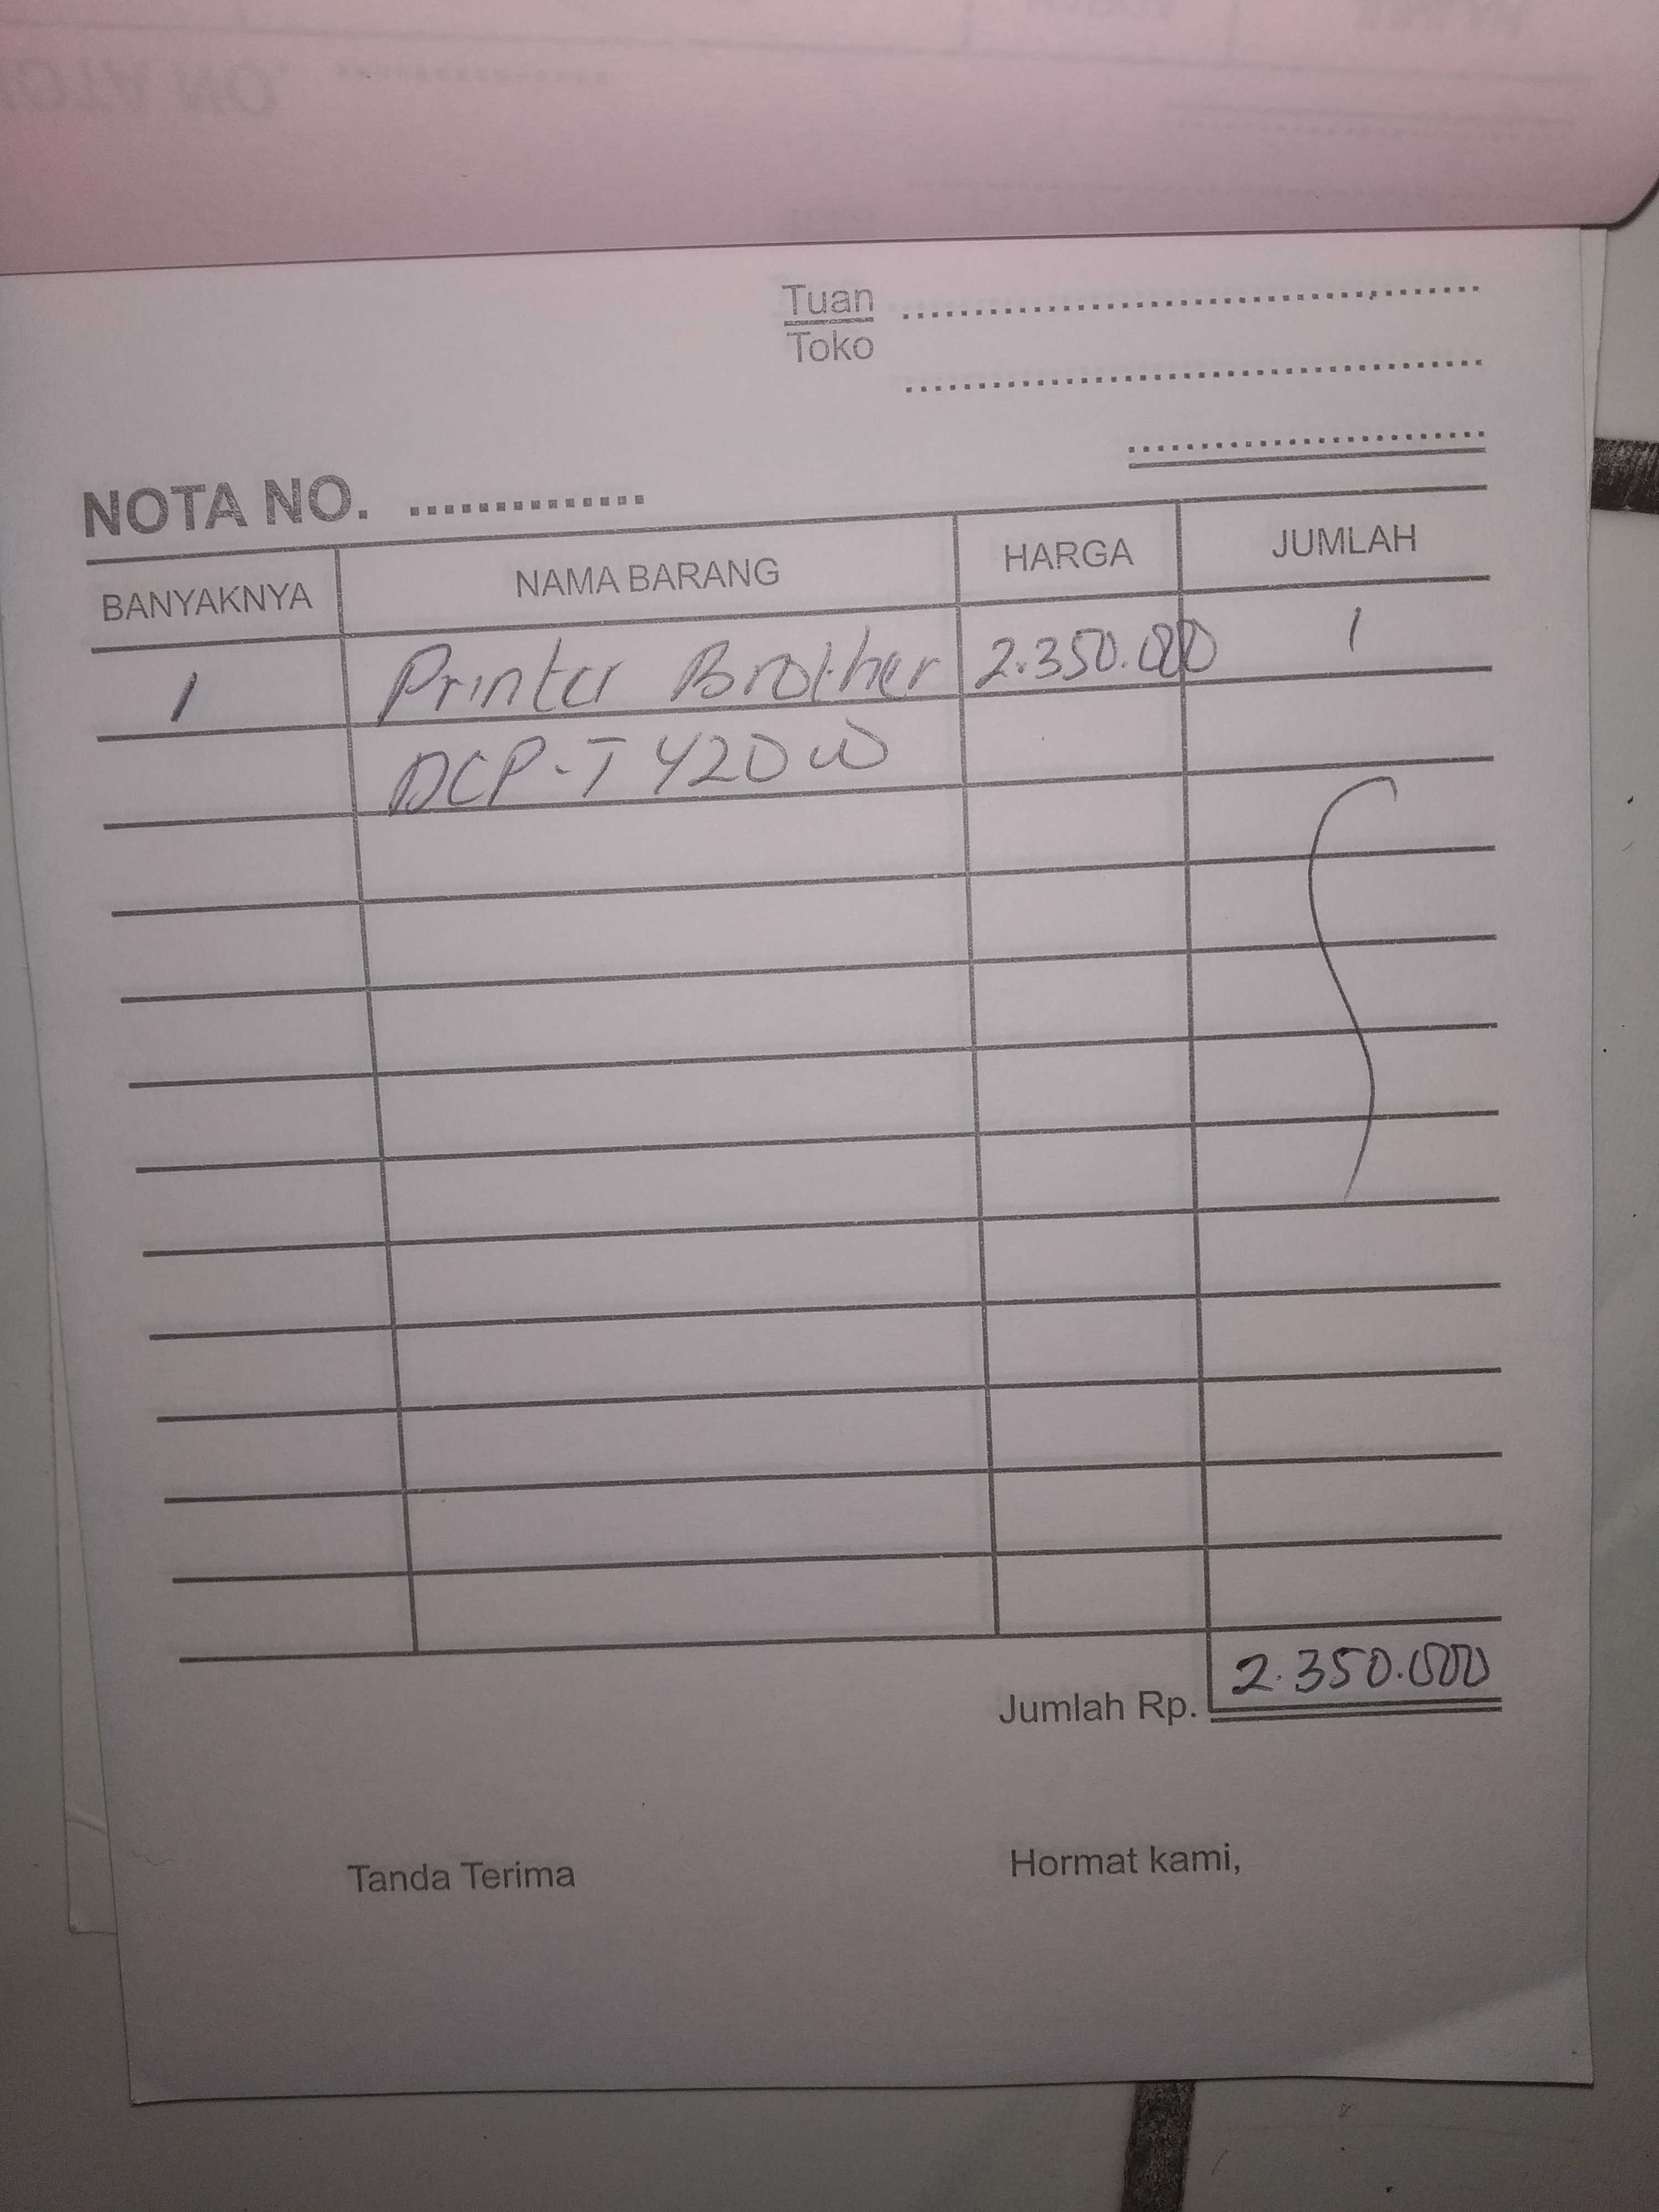 Tuan
Toko
NOTA NO.
BANYAKNYA NAMA BARANG HARGA JUMLAH
1 Printer Brother 2.350.000 1
DCP-T420W
Jumlah Rp. 2.350.000
Tanda Terima Hormat kami,